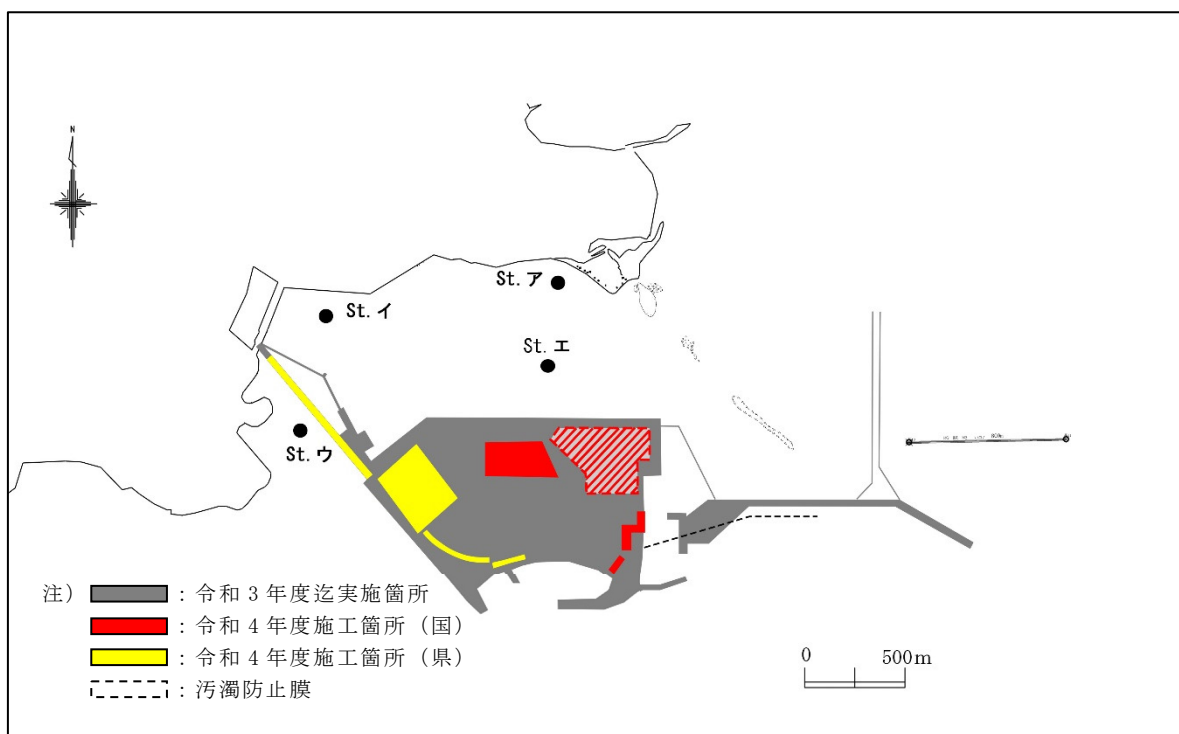 N
St. ア
St. イ
St. エ
St. ウ
注) : 令和3年度迄実施箇所
: 令和4年度施工箇所（国）
: 令和4年度施工箇所（県）
: 汚濁防止膜
0 500m